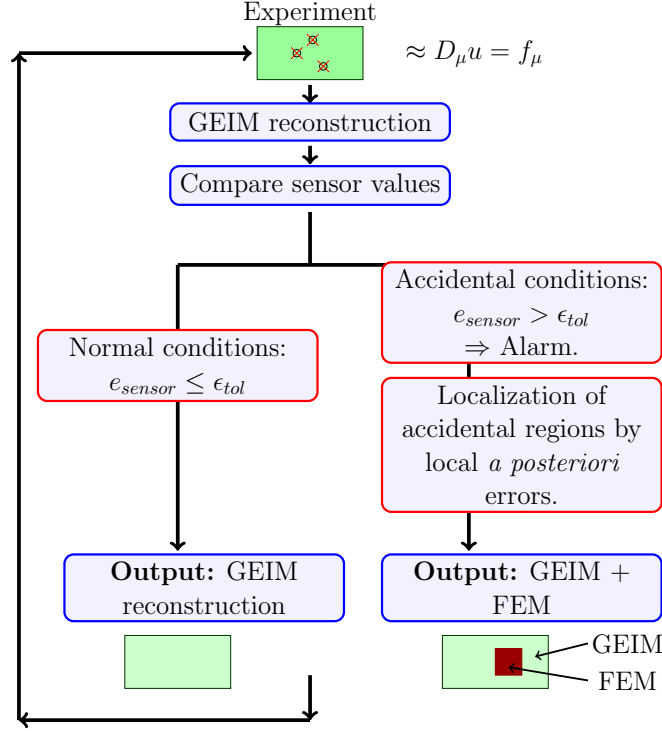 Experiment
≈ D_μ u = f_μ
GEIM reconstruction
Compare sensor values
Accidental conditions:
e_sensor > ϵ_tol
⇒ Alarm.
Normal conditions:
e_sensor ≤ ϵ_tol
Localization of
accidental regions by
local a posteriori
errors.
Output: GEIM
reconstruction
Output: GEIM +
FEM
GEIM
FEM